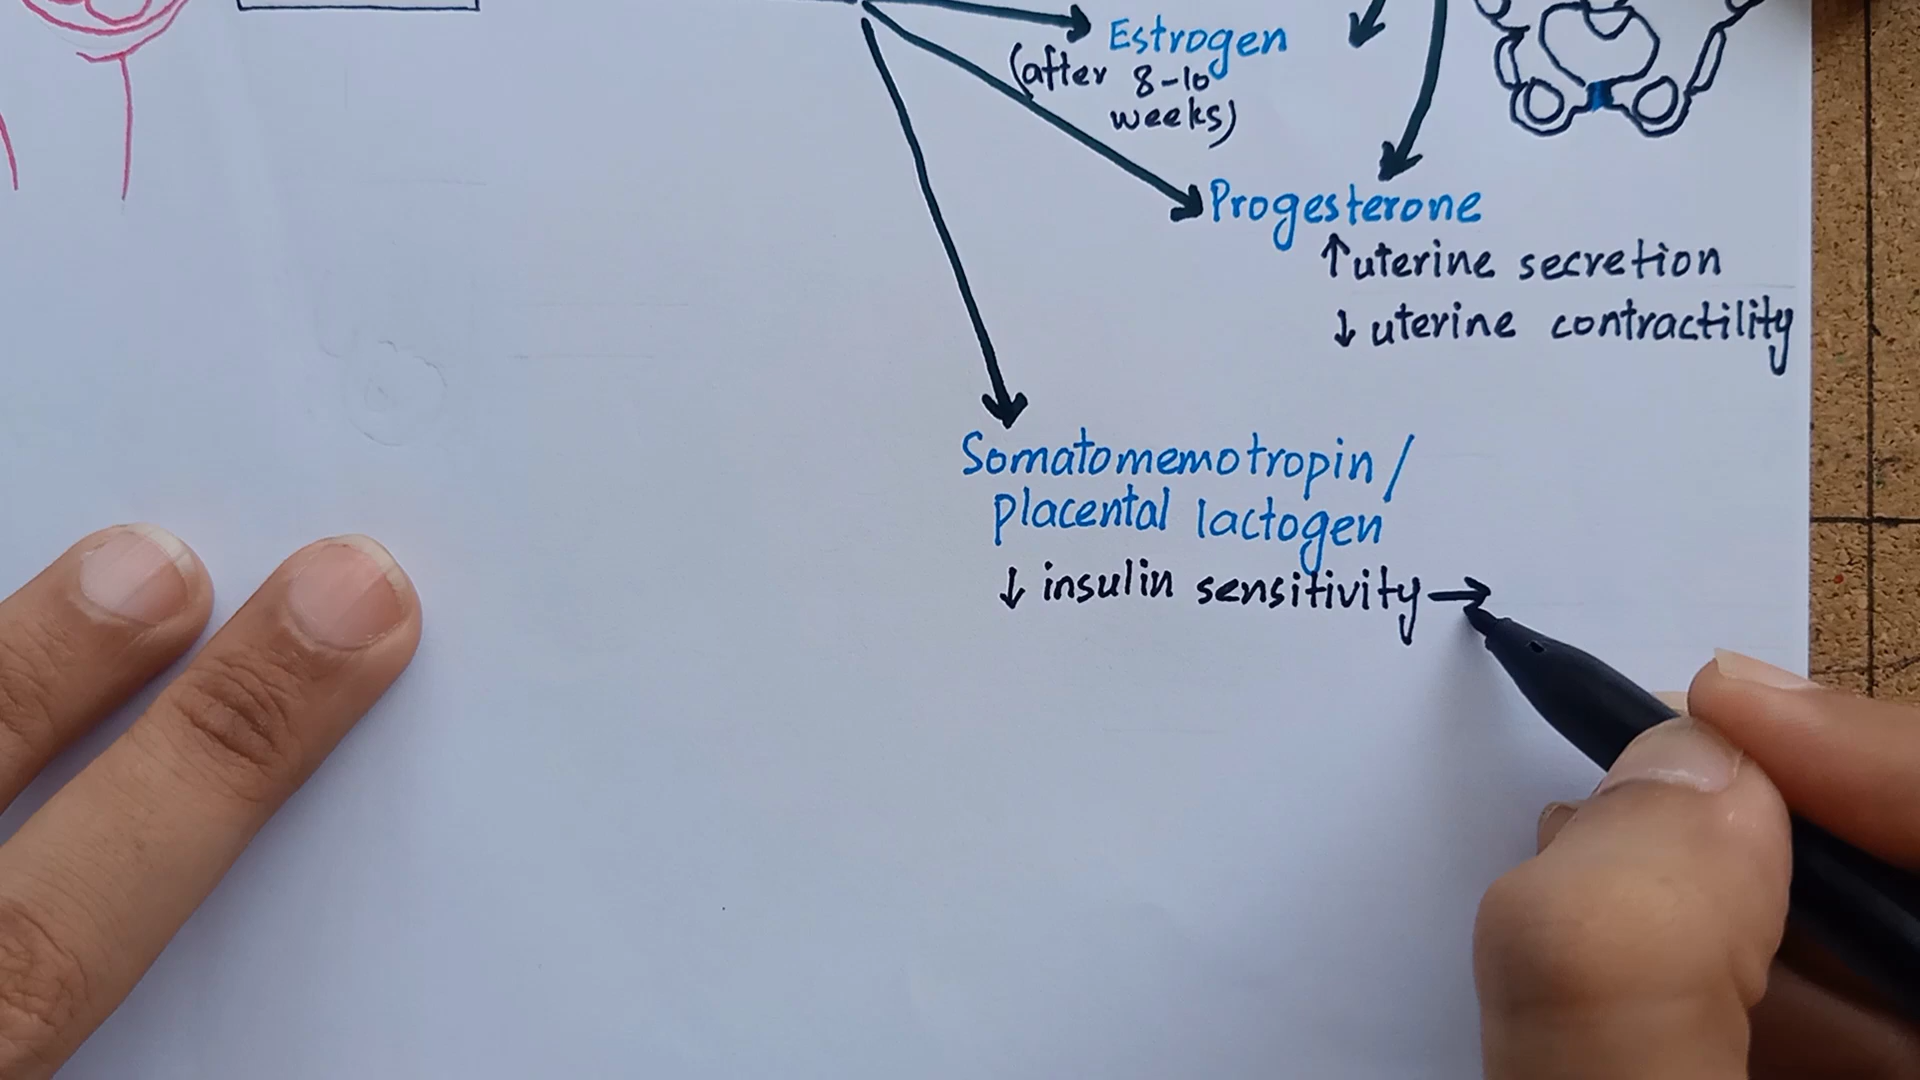 Estrogen
(after 8-10
weeks)
Progesterone
↑uterine secretion
↓ uterine contractility
Somatomemotropin/
placental lactogen
↓ insulin sensitivity→